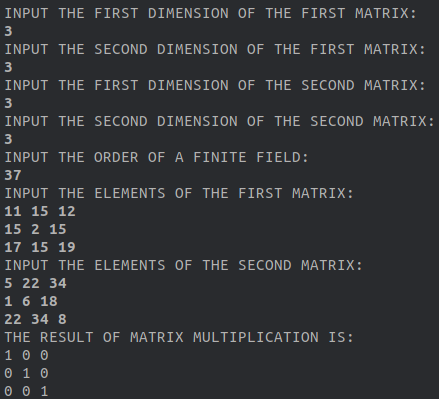 INPUT THE FIRST DIMENSION OF THE FIRST MATRIX:
3
INPUT THE SECOND DIMENSION OF THE FIRST MATRIX:
3
INPUT THE FIRST DIMENSION OF THE SECOND MATRIX:
3
INPUT THE SECOND DIMENSION OF THE SECOND MATRIX:
3
INPUT THE ORDER OF A FINITE FIELD:
37
INPUT THE ELEMENTS OF THE FIRST MATRIX:
11 15 12
15 2 15
17 15 19
INPUT THE ELEMENTS OF THE SECOND MATRIX:
5 22 34
1 6 18
22 34 8
THE RESULT OF MATRIX MULTIPLICATION IS:
1 0 0
0 1 0
0 0 1